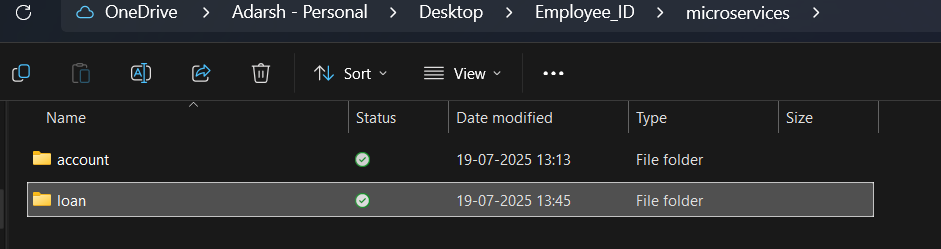 OneDrive > Adarsh - Personal > Desktop > Employee_ID > microservices >
Sort View ...
Name Status Date modified Type Size
account 19-07-2025 13:13 File folder
loan 19-07-2025 13:45 File folder